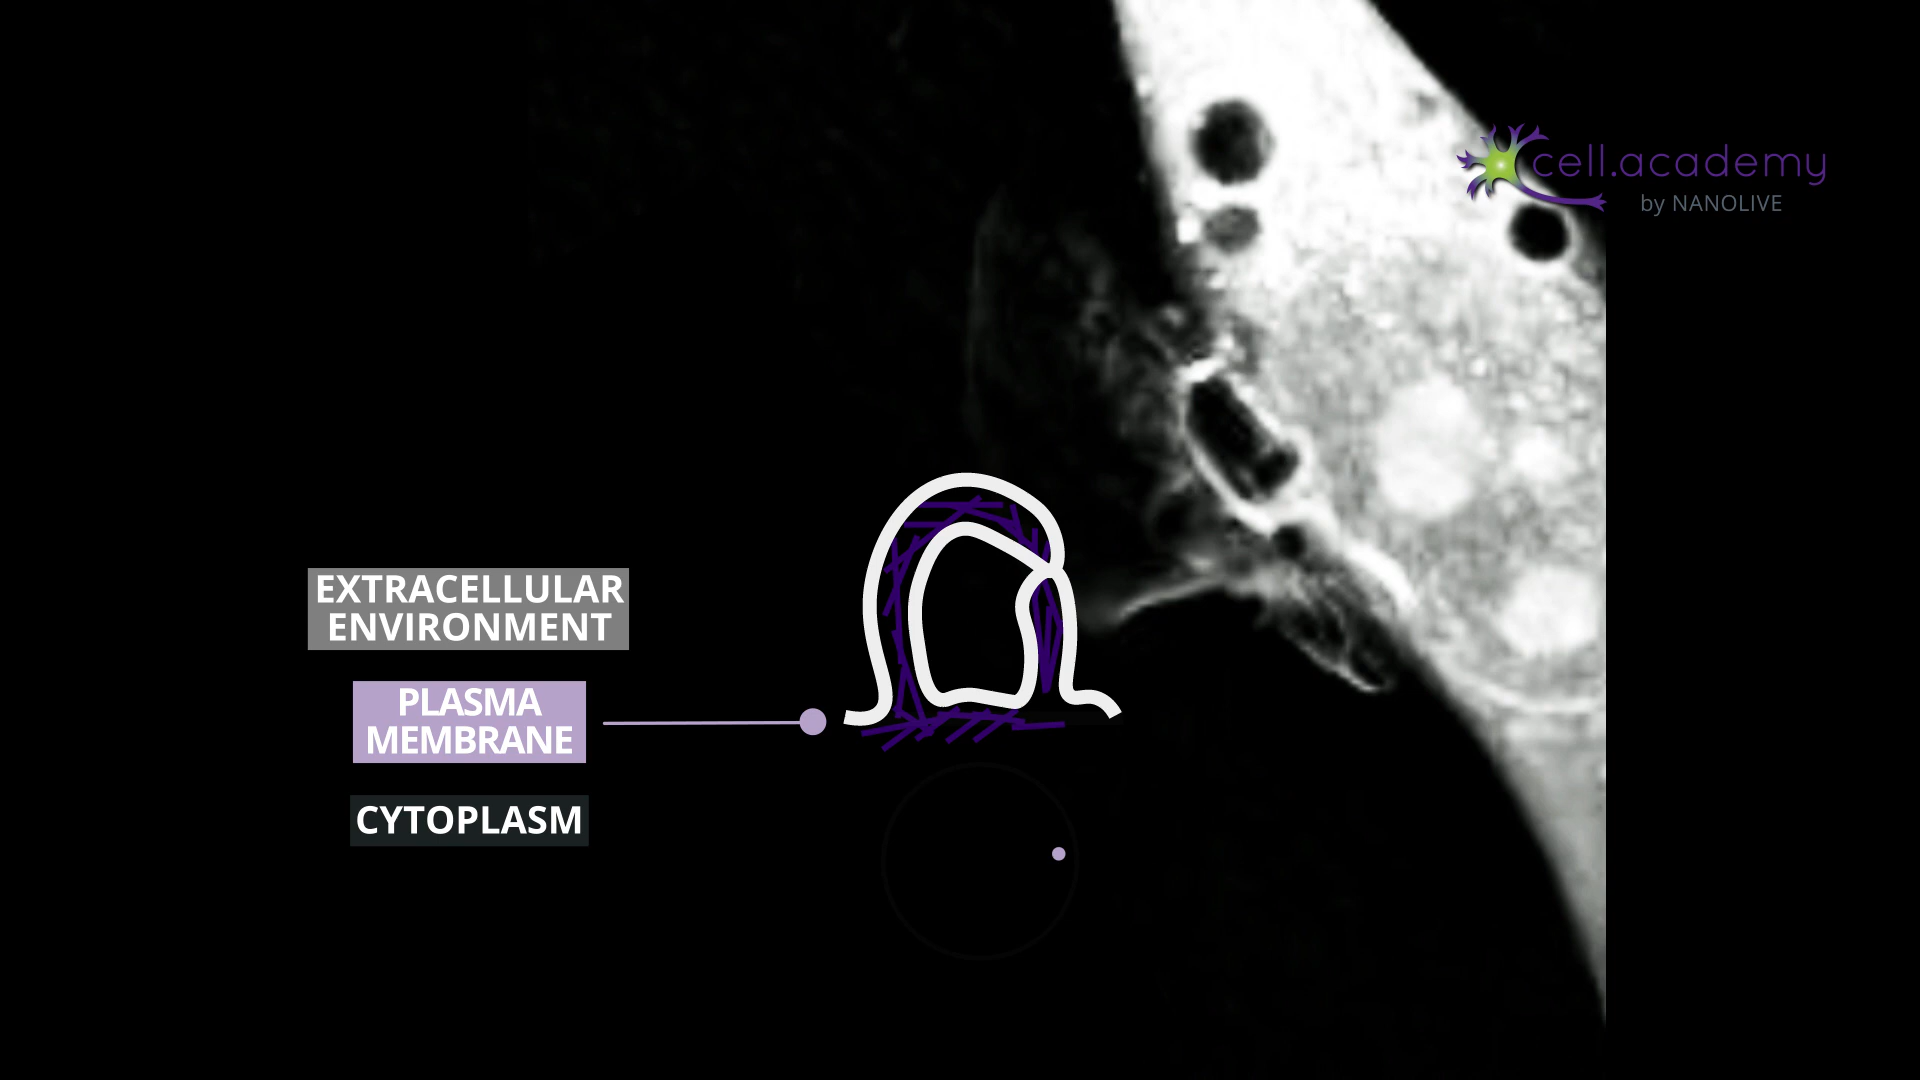 cell.academy
by NANOLIVE
EXTRACELLULAR
ENVIRONMENT
PLASMA
MEMBRANE
CYTOPLASM